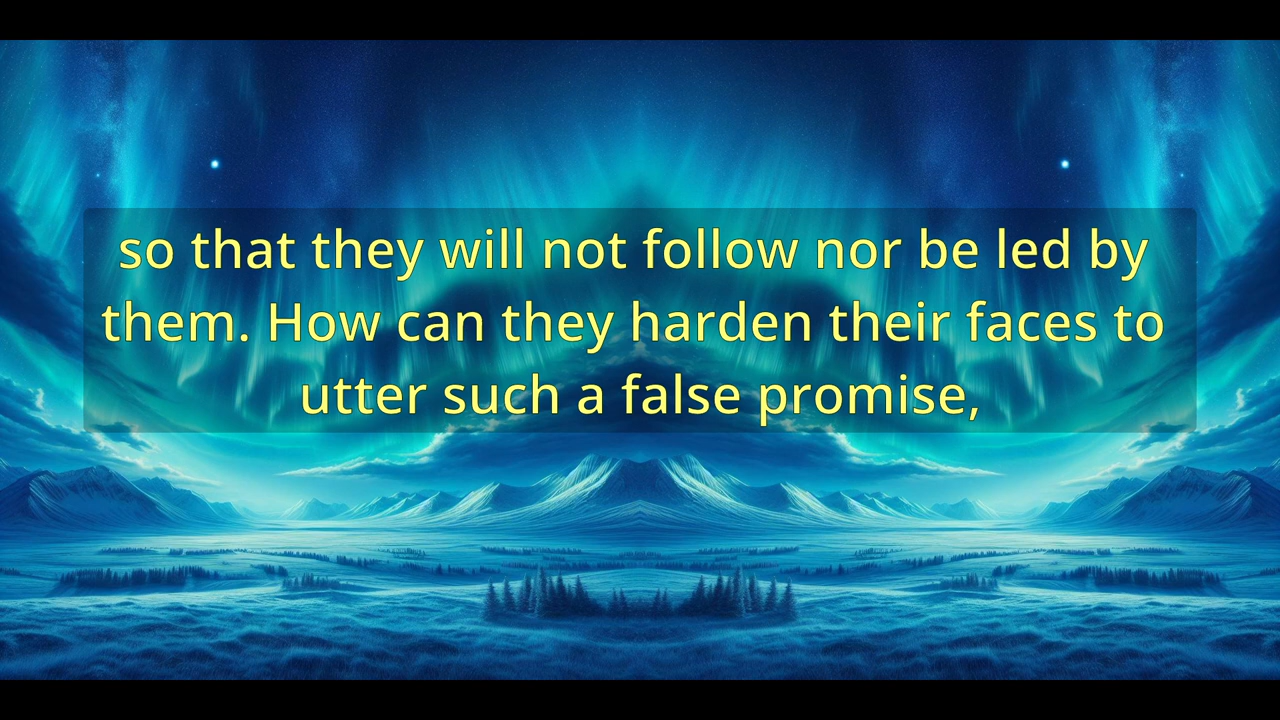 so that they will not follow nor be led by
them. How can they harden their faces to
utter such a false promise,